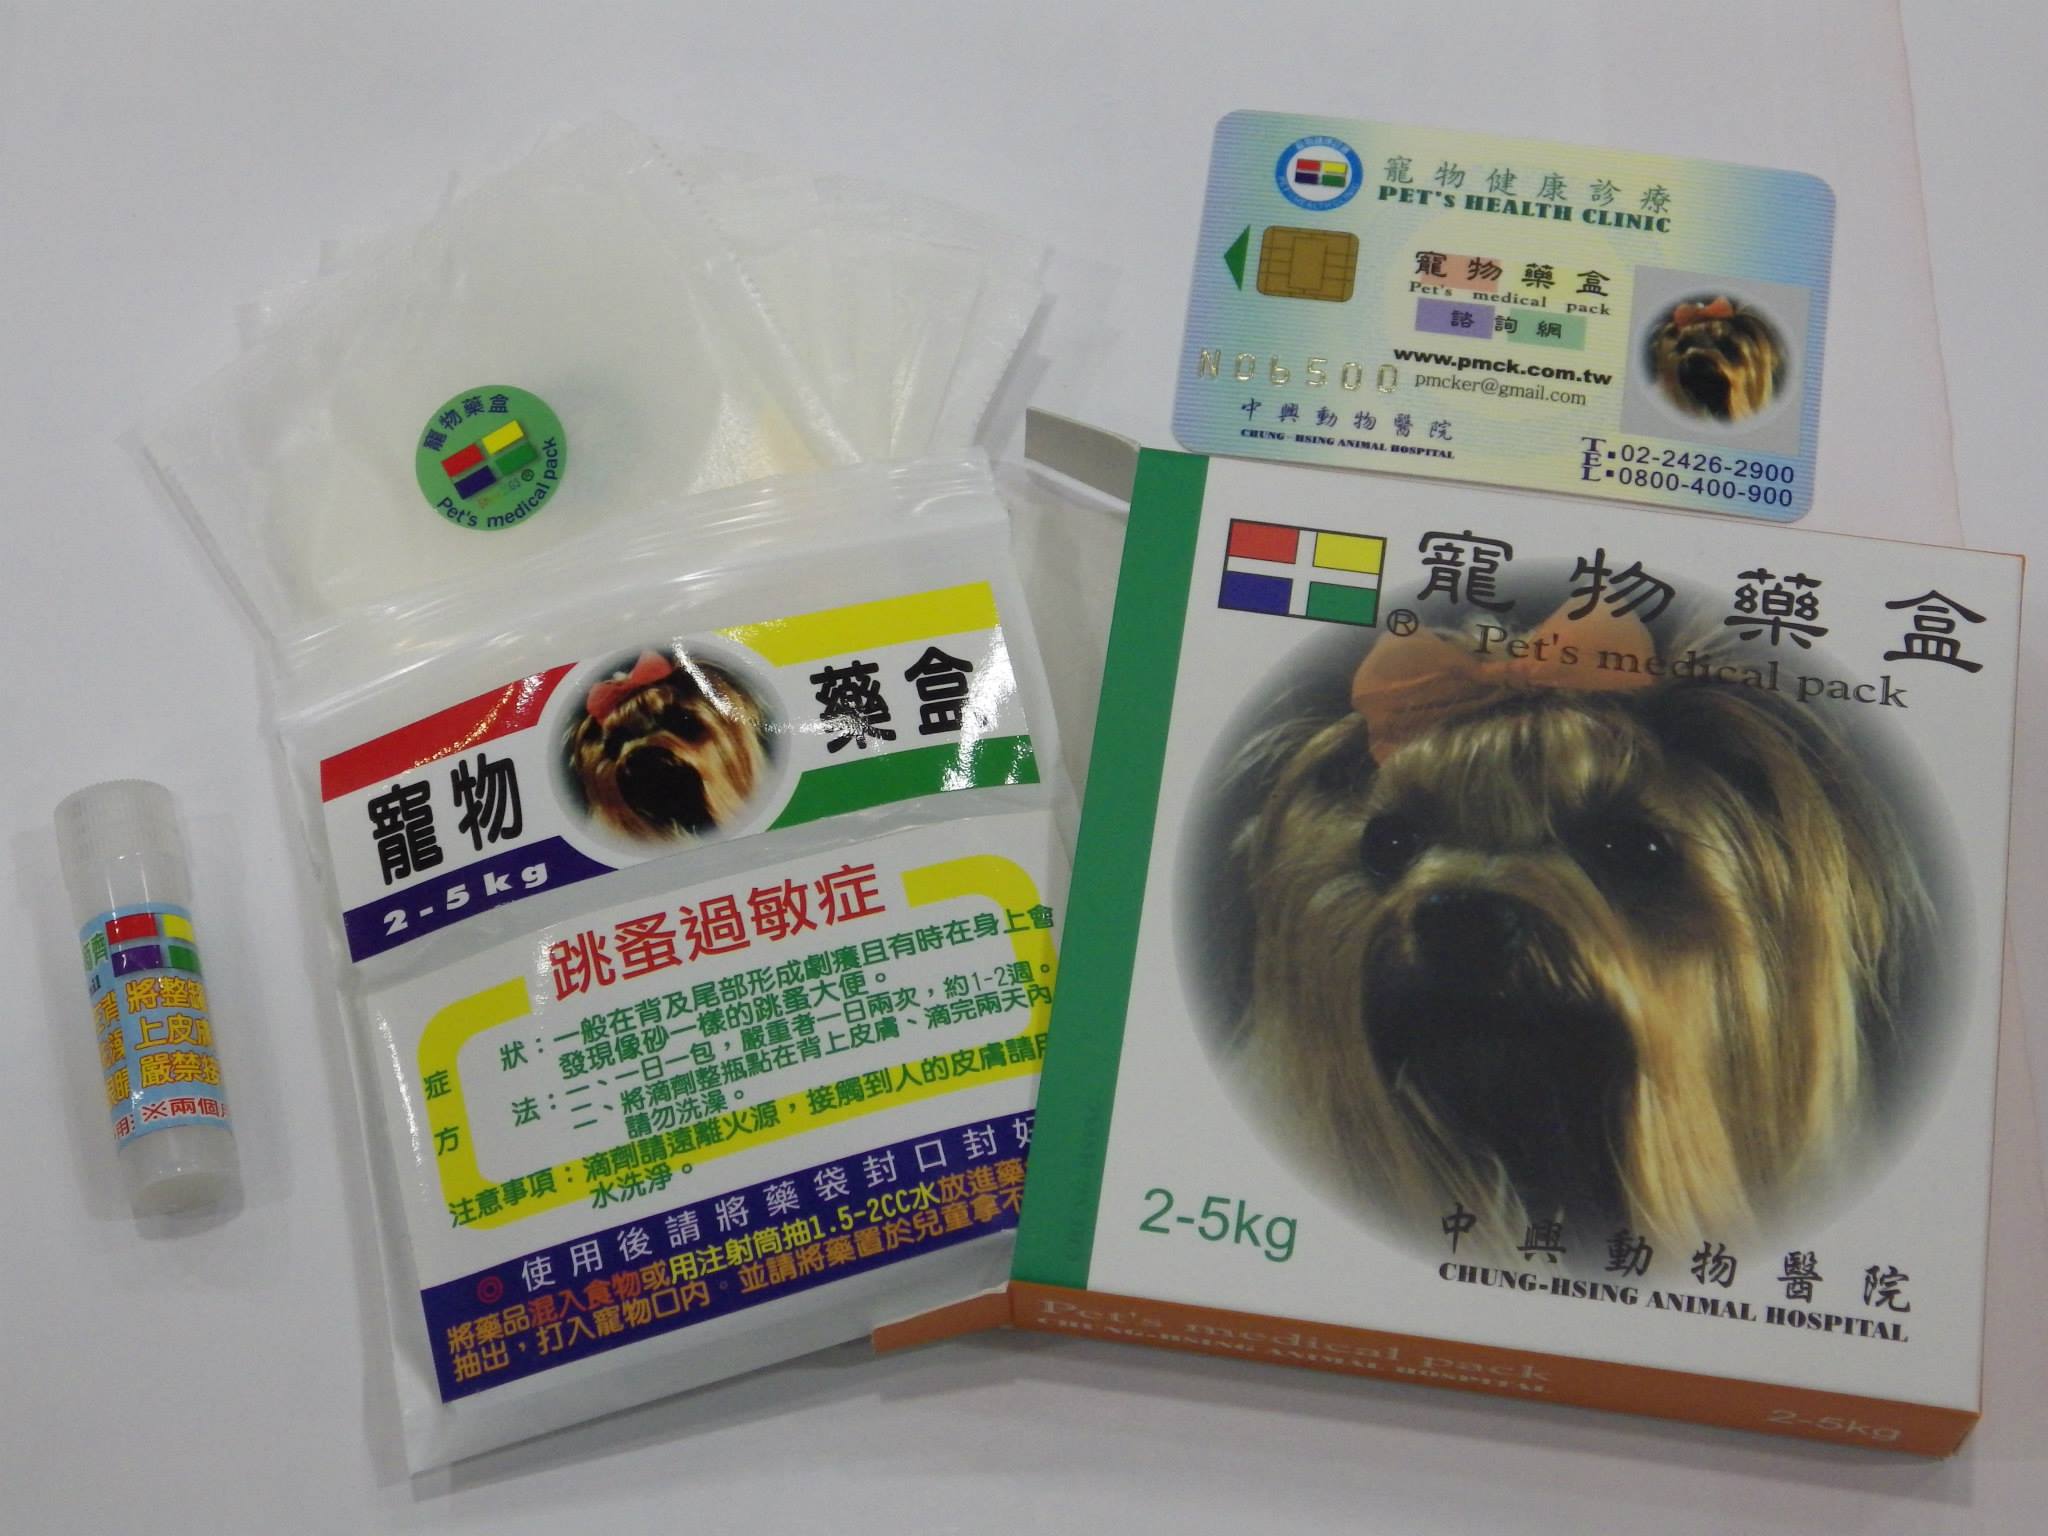 寵物健康診療
PET'S HEALTH CLINIC
寵物藥盒
Pet's medical pack
諮詢網
www.pmck.com.tw
pmcker@gmail.com
NO6500
中興動物醫院
CHUNG-HSING ANIMAL HOSPITAL
TEL:02-2426-2900
0800-400-900
寵物藥盒
Pet's medical pack
寵物藥盒
2-5kg
跳蚤過敏症
症狀:一般在背及尾部形成劇癢且有時在身上會
發現像砂一樣的跳蚤大便。
方法:一、一日一包,嚴重者一日兩次,約1-2週。
二、將滴劑整瓶點在背上皮膚、滴完兩天內
請勿洗澡。
注意事項:滴劑請遠離火源,接觸到人的皮膚請用
水洗淨。
◎使用後請將藥袋封口封好
將藥品混入食物或用注射筒抽1.5-2CC水放進藥
抽出,打入寵物口內。並請將藥置於兒童拿不
將整
上皮膚
嚴禁按
※兩個
®寵物藥盒
Pet's medical pack
2-5kg
中興動物醫院
CHUNG-HSING ANIMAL HOSPITAL
Pet's medical pack
CHUNG-HSING ANIMAL HOSPITAL
2-5kg